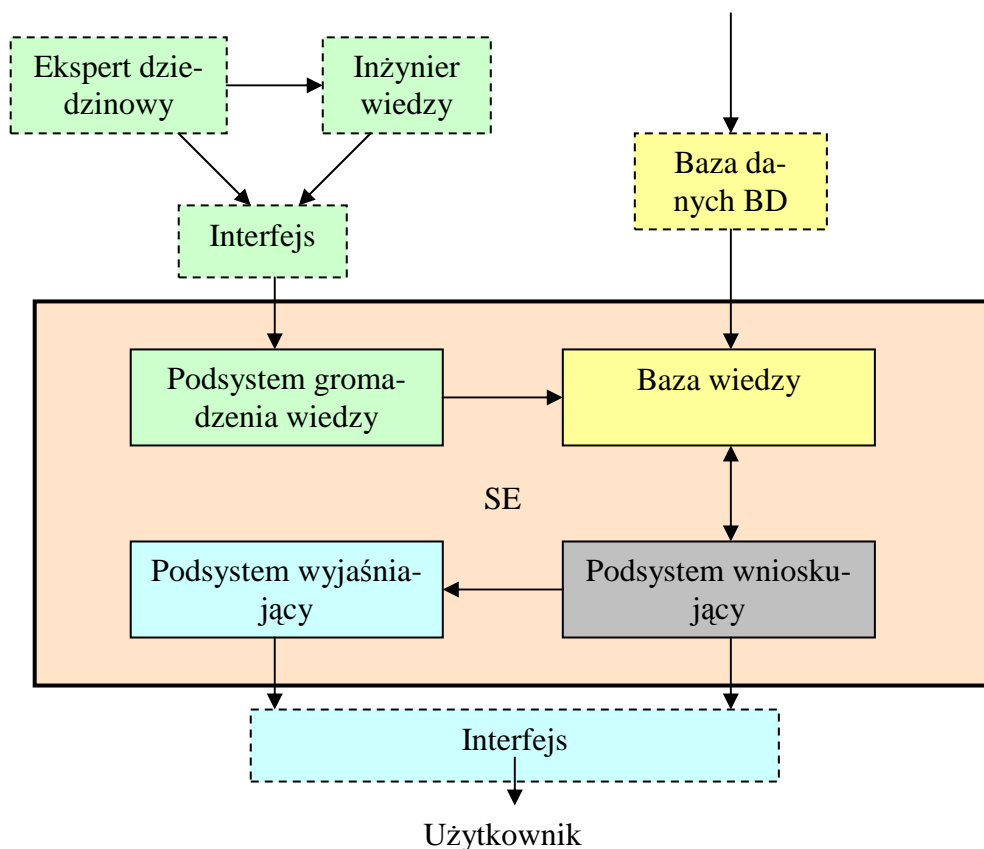 Ekspert dzie-
dzinowy
Inżynier
wiedzy
Baza da-
nych BD
Interfejs
Podsystem groma-
dzenia wiedzy
Baza wiedzy
SE
Podsystem wyjaśnia-
jący
Podsystem wniosku-
jący
Interfejs
Użytkownik